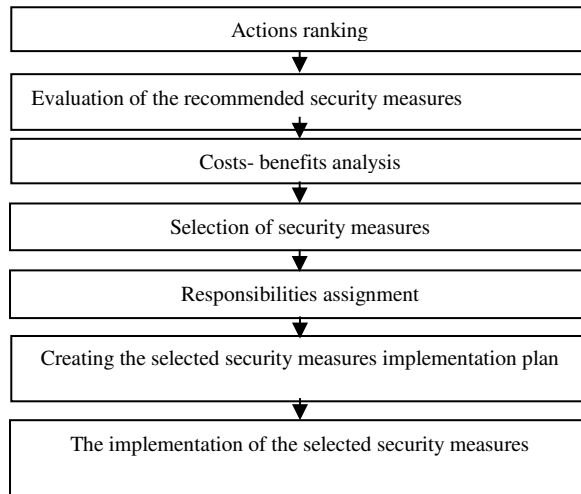 Actions ranking
Evaluation of the recommended security measures
Costs- benefits analysis
Selection of security measures
Responsibilities assignment
Creating the selected security measures implementation plan
The implementation of the selected security measures